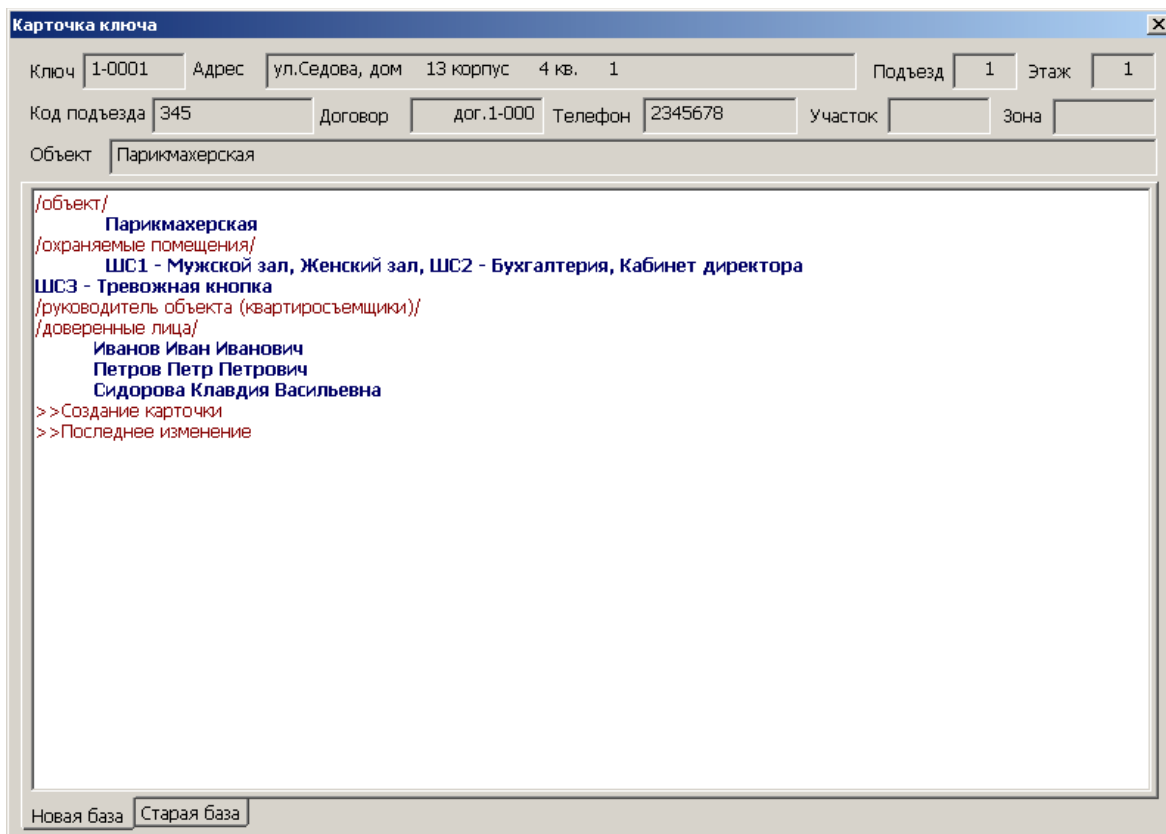 Карточка ключа
Ключ 1-0001 Адрес ул.Седова, дом 13 корпус 4 кв. 1 Подъезд 1 Этаж 1
Код подъезда 345 Договор дог.1-000 Телефон 2345678 Участок Зона
Объект Парикмахерская
/объект/
Парикмахерская
/охраняемые помещения/
ШС1 - Мужской зал, Женский зал, ШС2 - Бухгалтерия, Кабинет директора
ШС3 - Тревожная кнопка
/руководитель объекта (квартиросъемщики)/
/доверенные лица/
Иванов Иван Иванович
Петров Петр Петрович
Сидорова Клавдия Васильевна
>>Создание карточки
>>Последнее изменение
Новая база Старая база